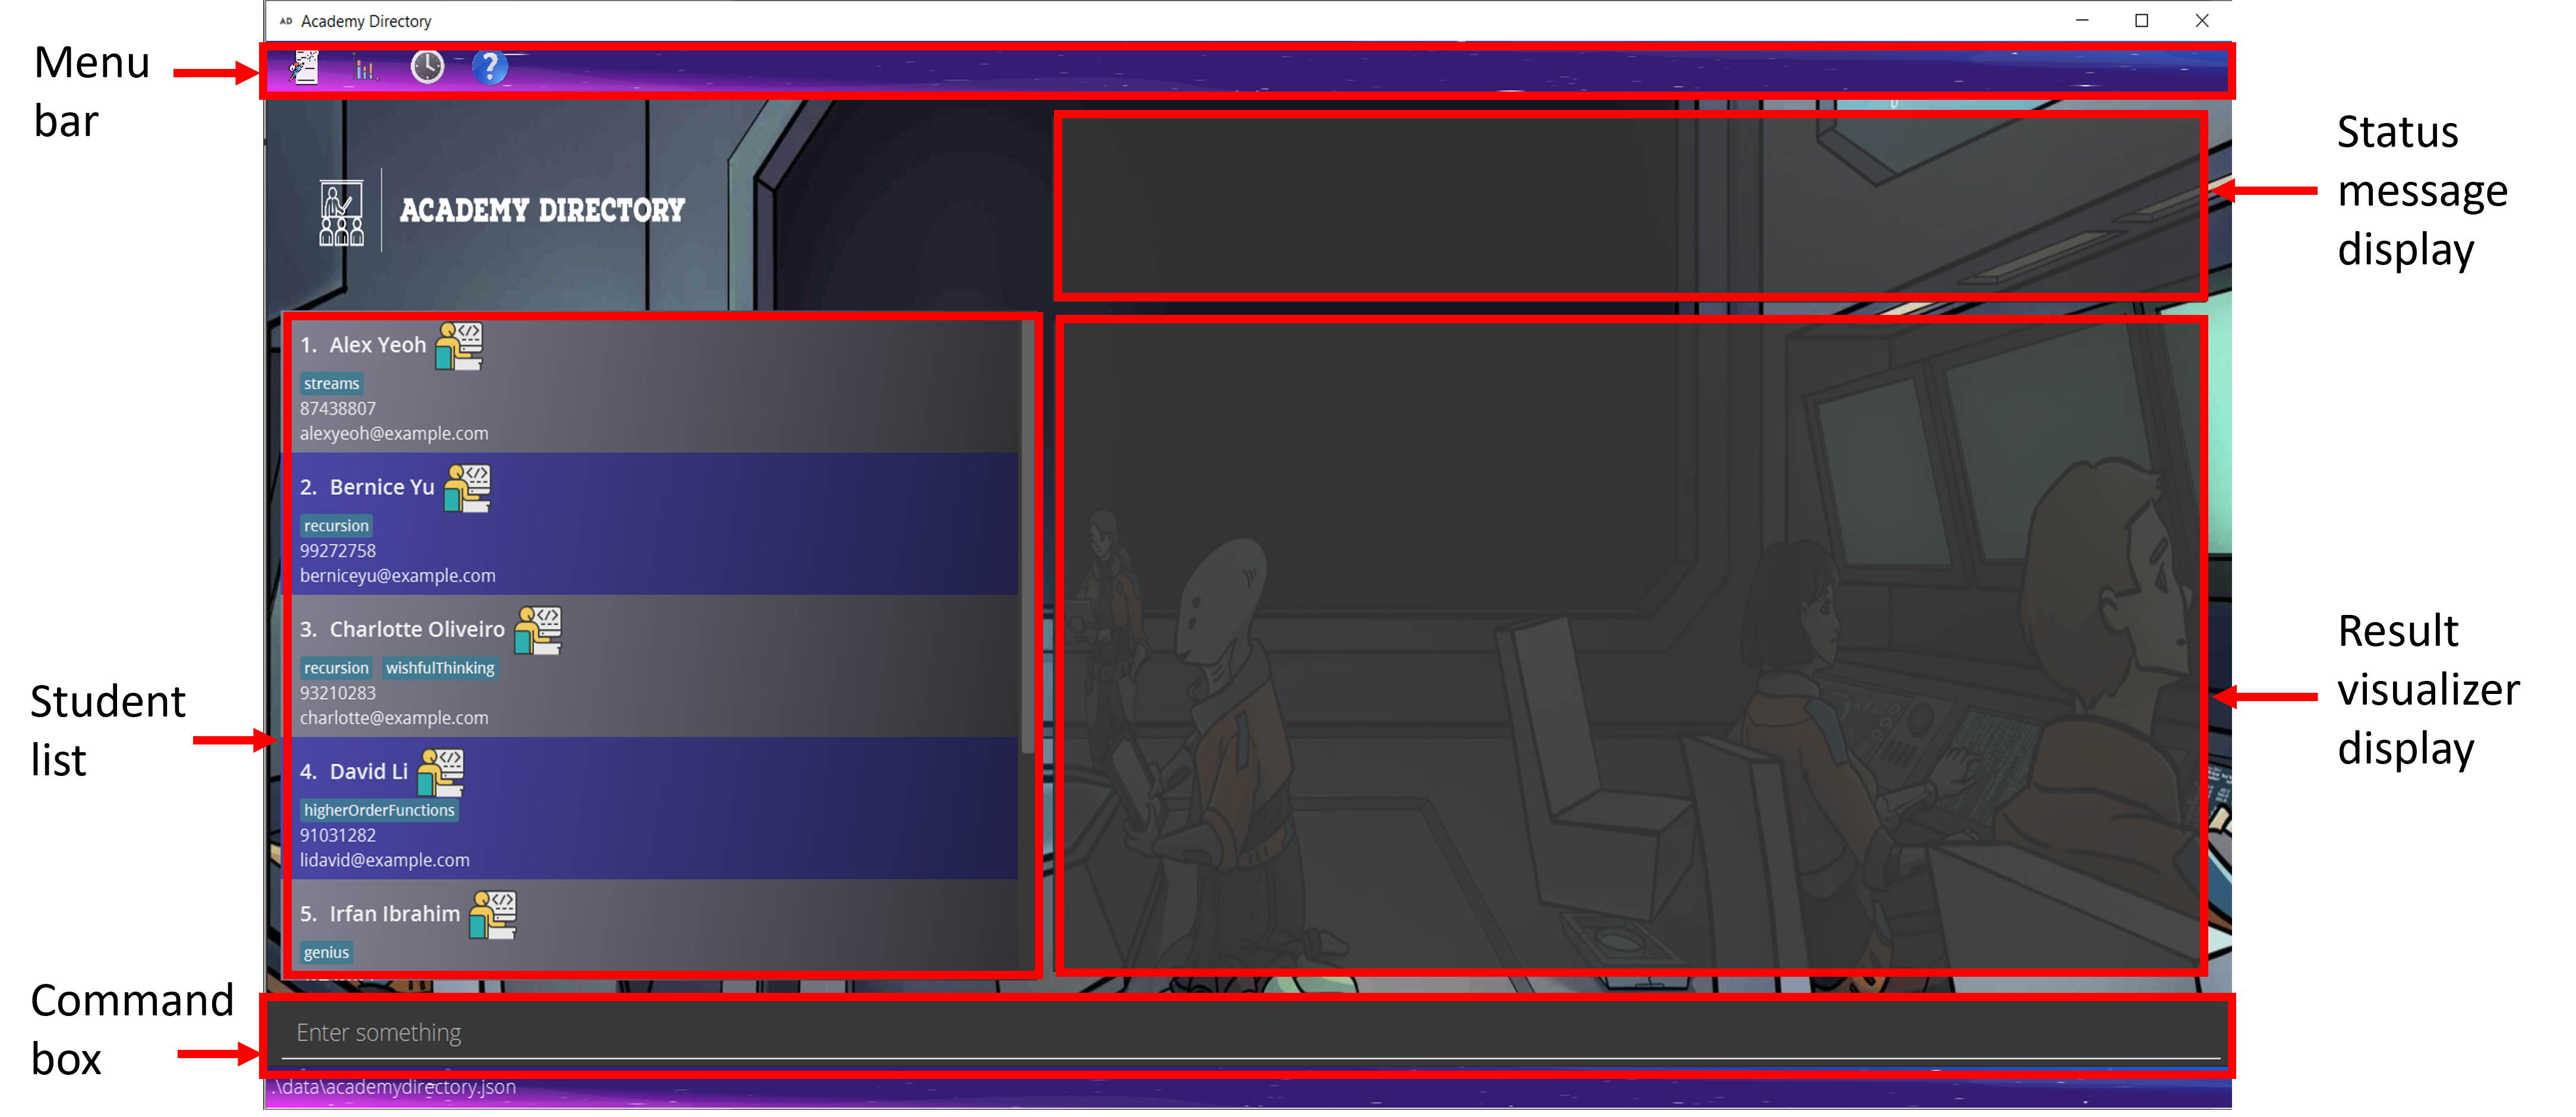 AD Academy Directory
Menu
bar
ACADEMY DIRECTORY
Status
message
display
1. Alex Yeoh
streams
87438807
alexyeoh@example.com
2. Bernice Yu
recursion
99272758
berniceyu@example.com
3. Charlotte Oliveiro
recursion wishfulThinking
93210283
charlotte@example.com
4. David Li
higherOrderFunctions
91031282
lidavid@example.com
5. Irfan Ibrahim
genius
Student
list
Result
visualizer
display
Command
box
Enter something
.\data\academydirectory.json